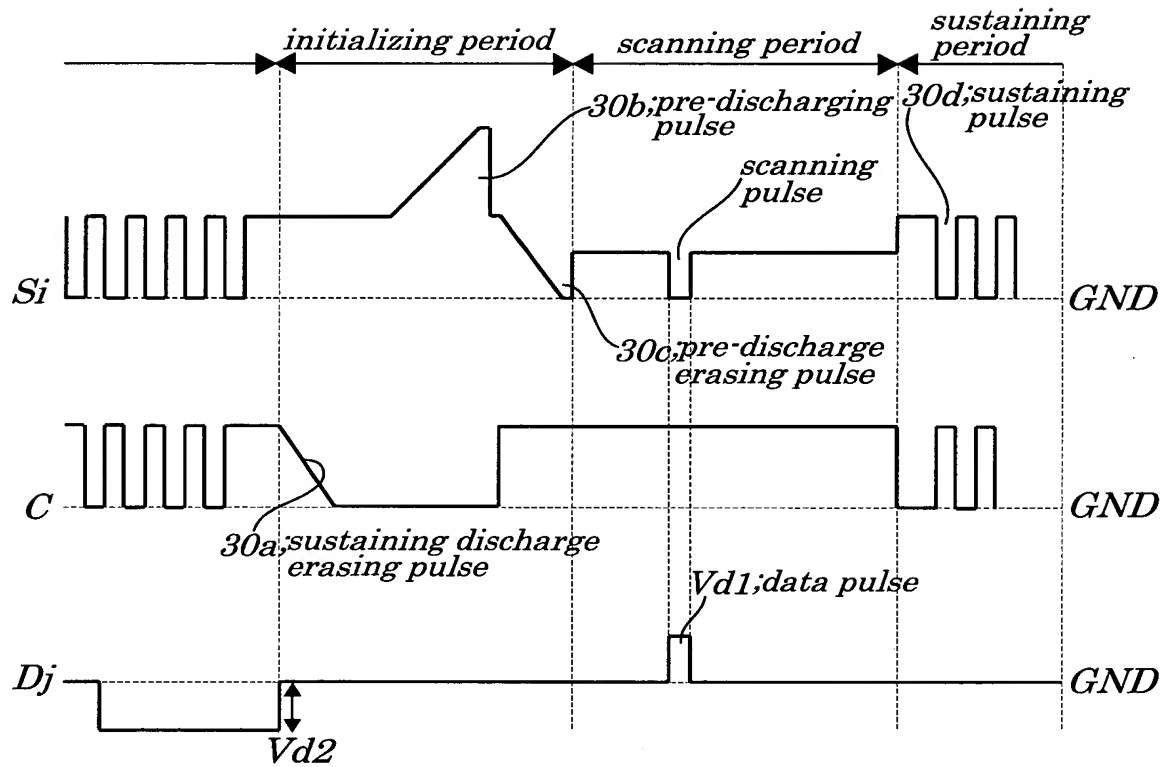 initializing period
scanning period
sustaining
period
30b;pre-discharging
pulse
30d;sustaining
pulse
scanning
pulse
Si
GND
30c;pre-discharge
erasing pulse
C
GND
30a;sustaining discharge
erasing pulse
Vd1;data pulse
Dj
GND
Vd2